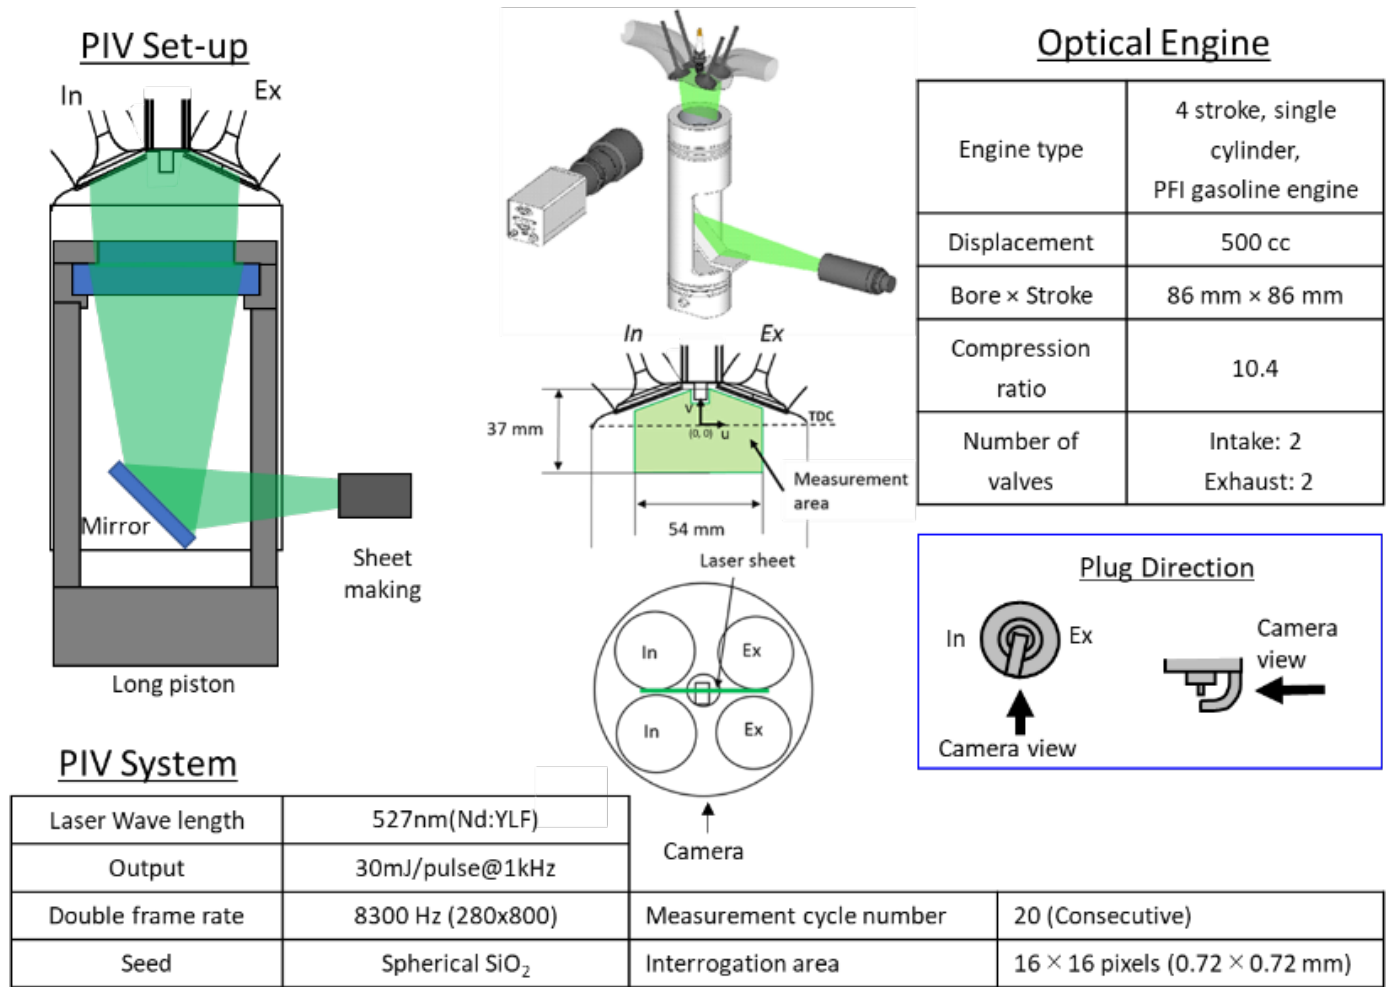 PIV Set-up
In
Ex
Mirror
Sheet
making
Long piston
In
Ex
37 mm
v
(0, 0)
u
TDC
Measurement
area
54 mm
Laser sheet
In
Ex
In
Ex
Camera
Optical Engine
Engine type
4 stroke, single
cylinder,
PFI gasoline engine
Displacement
500 cc
Bore × Stroke
86 mm × 86 mm
Compression
ratio
10.4
Number of
valves
Intake: 2
Exhaust: 2
Plug Direction
In
Ex
Camera view
Camera
view
PIV System
Laser Wave length
527nm(Nd:YLF)
Output
30mJ/pulse@1kHz
Double frame rate
8300 Hz (280x800)
Measurement cycle number
20 (Consecutive)
Seed
Spherical SiO₂
Interrogation area
16 × 16 pixels (0.72 × 0.72 mm)